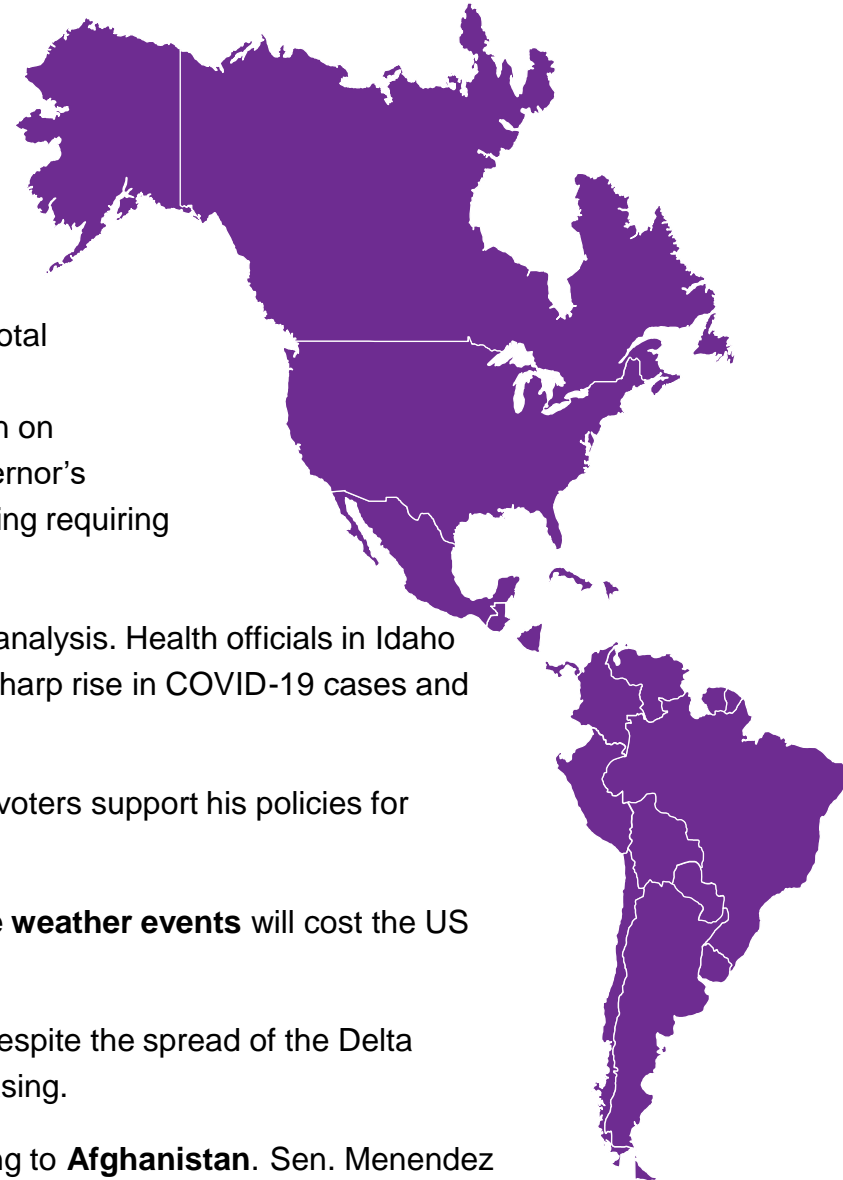 otal
n on
ernor's
ing requiring
analysis. Health officials in Idaho
harp rise in COVID-19 cases and
voters support his policies for
e weather events will cost the US
espite the spread of the Delta
sing.
ng to Afghanistan. Sen. Menendez